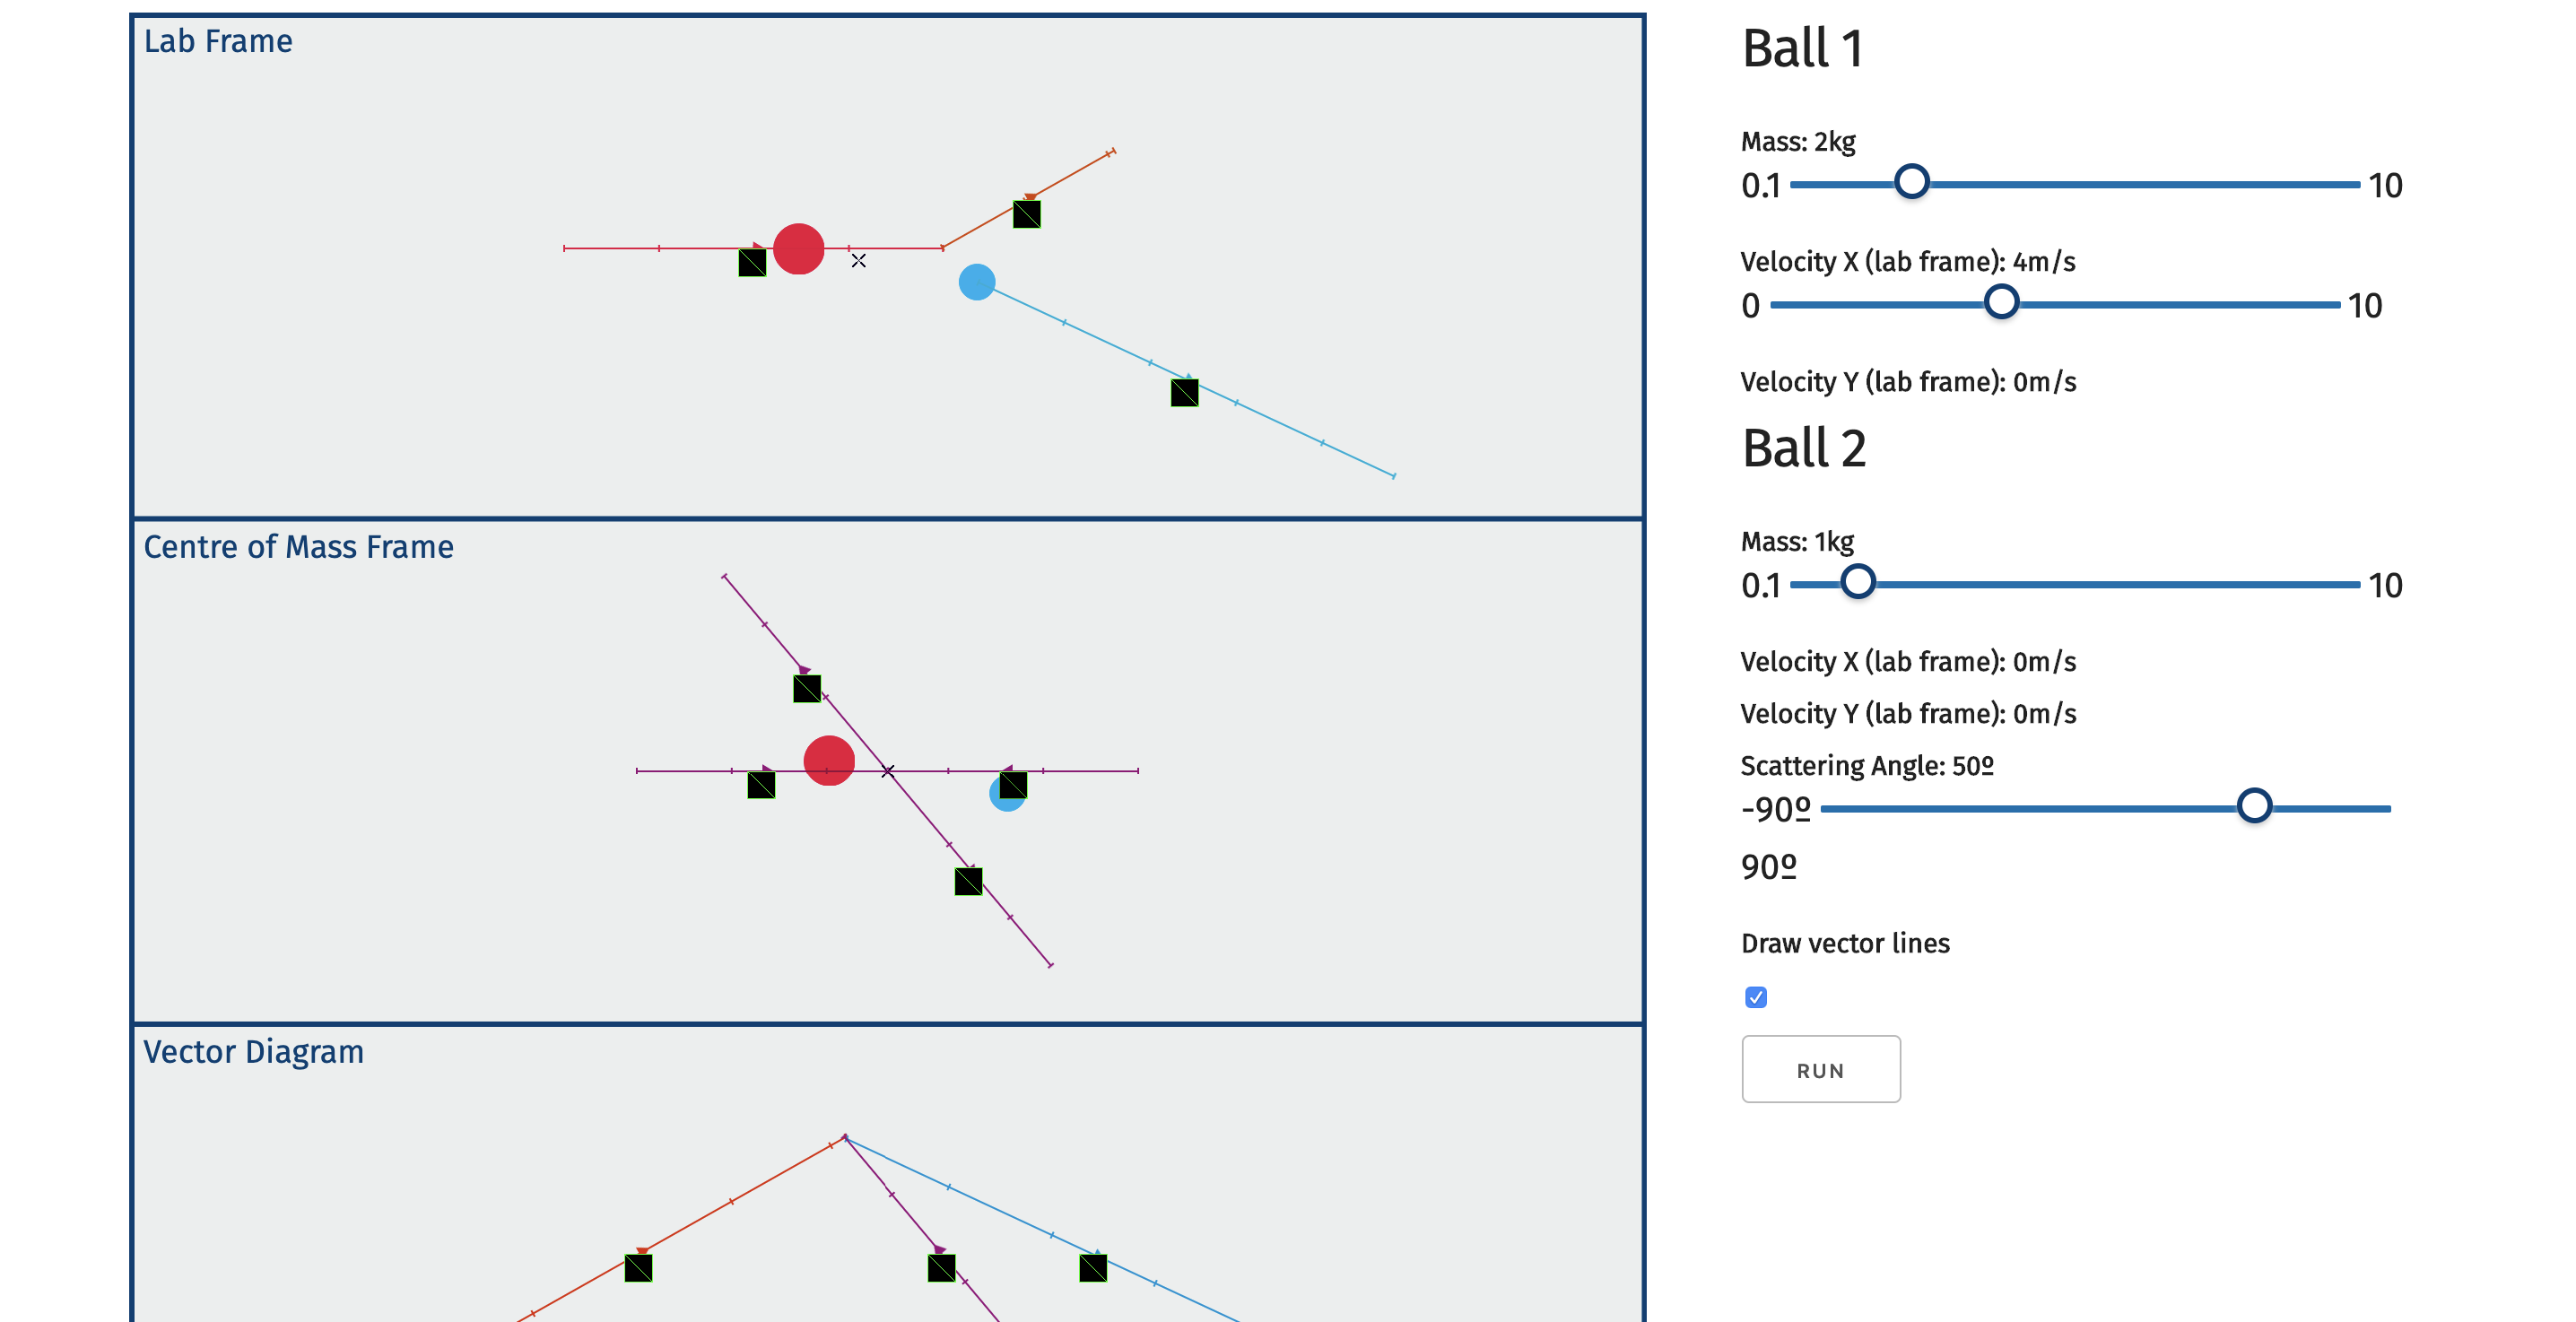 Lab Frame
Centre of Mass Frame
Vector Diagram
Ball 1
Mass: 2kg
0.1 10
Velocity X (lab frame): 4m/s
0 10
Velocity Y (lab frame): 0m/s
Ball 2
Mass: 1kg
0.1 10
Velocity X (lab frame): 0m/s
Velocity Y (lab frame): 0m/s
Scattering Angle: 50º
-90º
90º
Draw vector lines
RUN